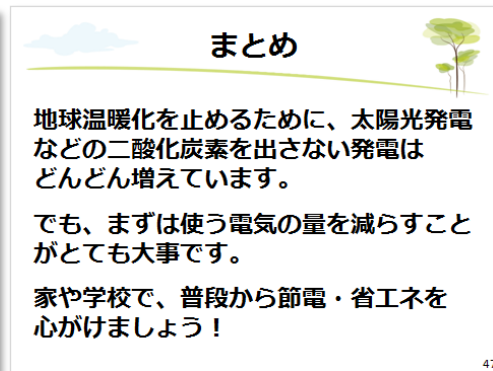 まとめ
地球温暖化を止めるために、太陽光発電
などの二酸化炭素を出さない発電は
どんどん増えています。
でも、まずは使う電気の量を減らすこと
がとても大事です。
家や学校で、普段から節電・省エネを
心がけましょう！
47